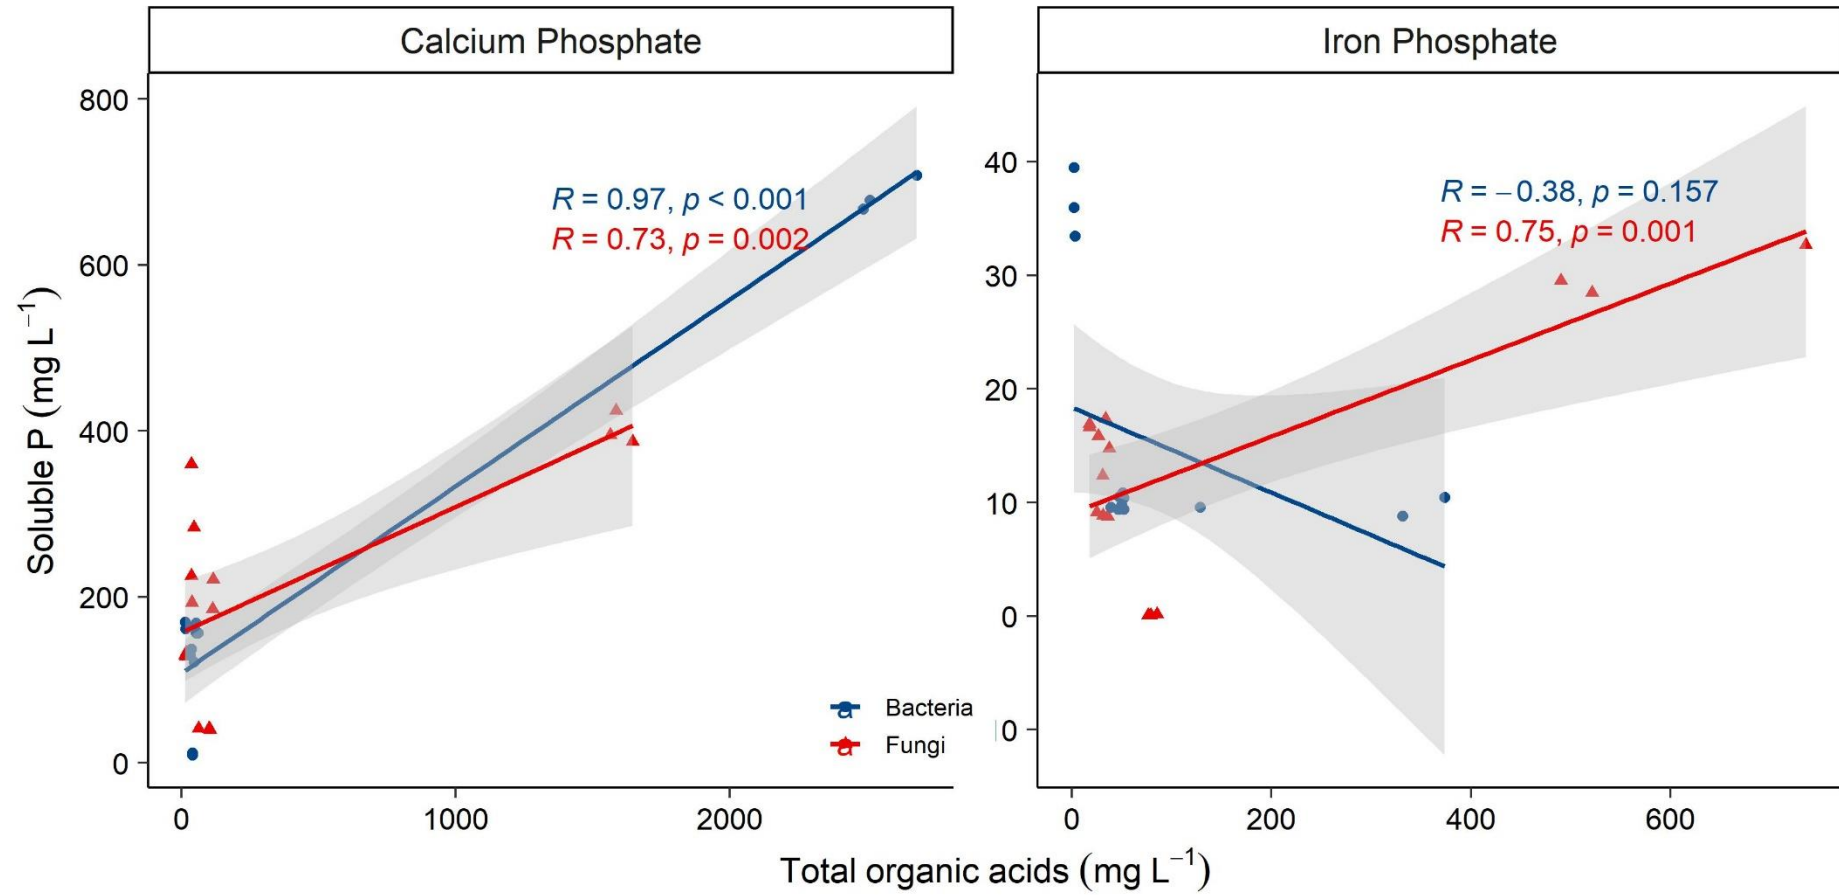 Calcium Phosphate
Iron Phosphate
Soluble P (mg L⁻¹)
800
600
400
200
0
R = 0.97, p < 0.001
R = 0.73, p = 0.002
a Bacteria
a Fungi
0 1000 2000
40
30
20
10
0
0
R = −0.38, p = 0.157
R = 0.75, p = 0.001
0 200 400 600
Total organic acids (mg L⁻¹)